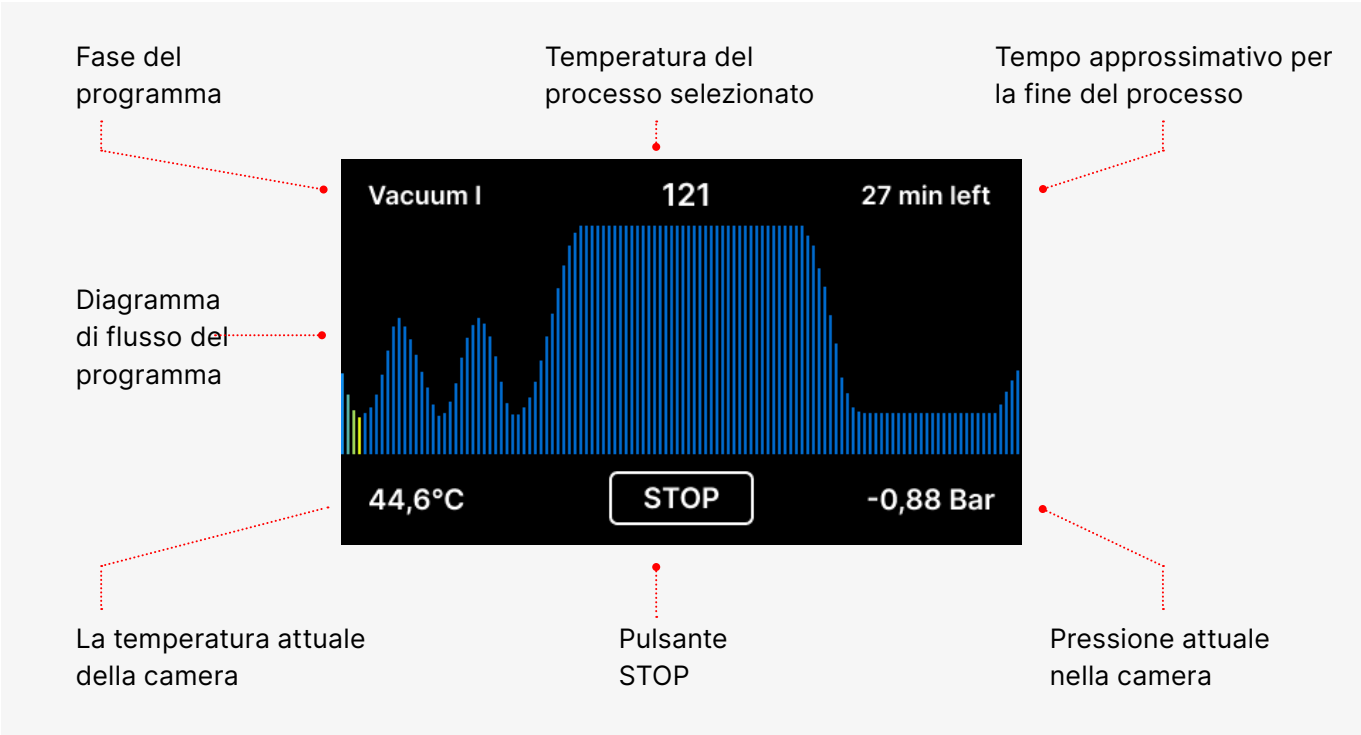 Fase del
programma
Temperatura del
processo selezionato
Tempo approssimativo per
la fine del processo
Vacuum I
121
27 min left
Diagramma
di flusso del
programma
44,6°C
STOP
-0,88 Bar
La temperatura attuale
della camera
Pulsante
STOP
Pressione attuale
nella camera